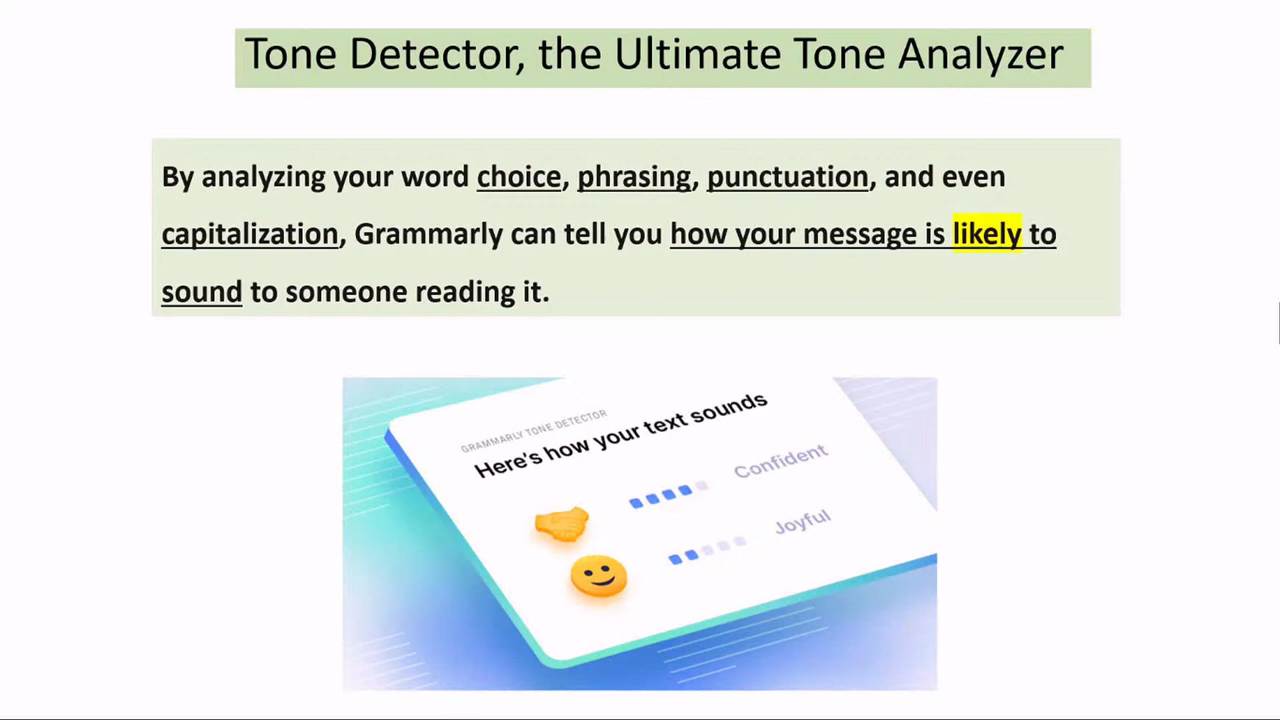 Tone Detector, the Ultimate Tone Analyzer
By analyzing your word choice, phrasing, punctuation, and even
capitalization, Grammarly can tell you how your message is likely to
sound to someone reading it.
GRAMMARLY TONE DETECTOR
Here's how your text sounds
Confident
Joyful